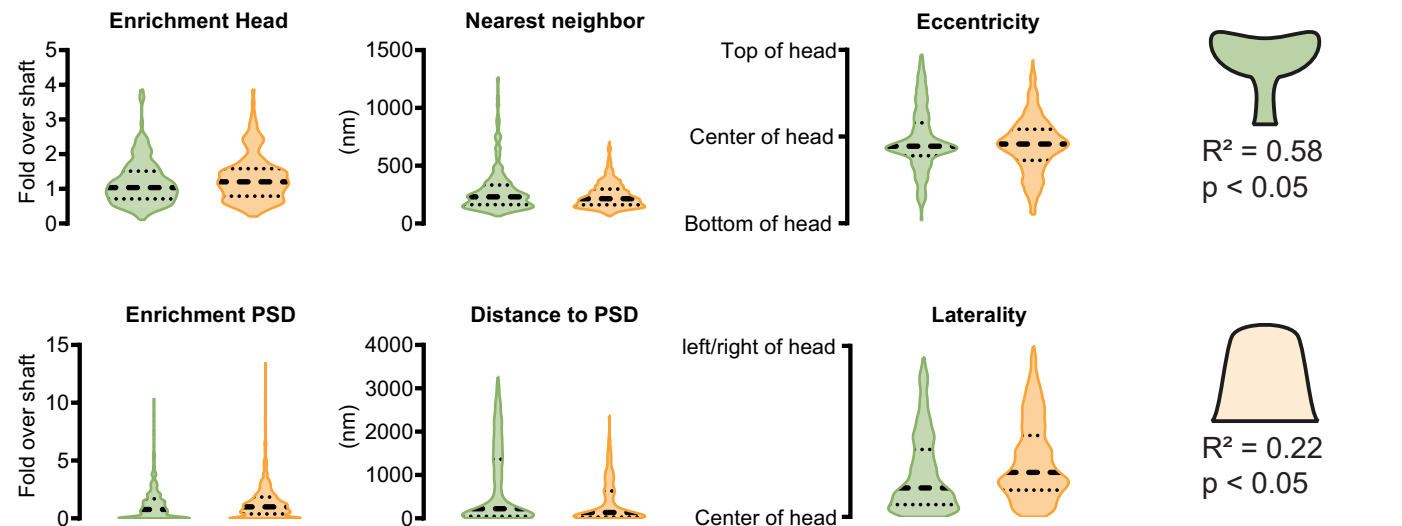 Enrichment Head
Fold over shaft
5
4
3
2
1
0
Nearest neighbor
(nm)
1500
1000
500
0
Eccentricity
Top of head
Center of head
Bottom of head
R² = 0.58
p < 0.05
Enrichment PSD
Fold over shaft
15
10
5
0
Distance to PSD
(nm)
4000
3000
2000
1000
0
Laterality
left/right of head
Center of head
R² = 0.22
p < 0.05